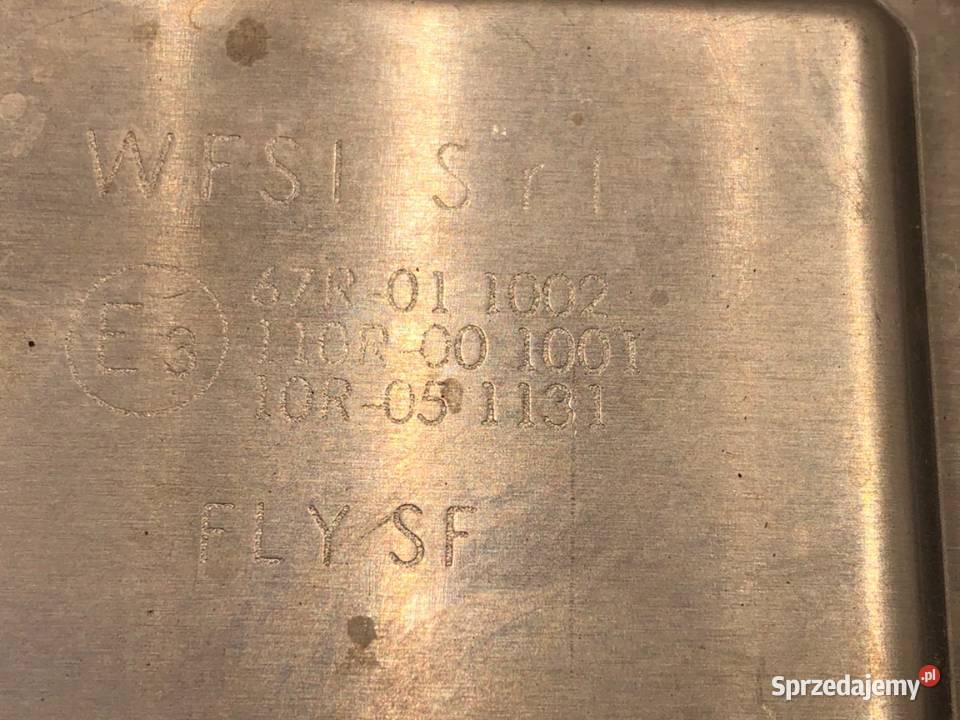 WFSI Srl
E3
67R-01 1002
110R-00 1001
10R-05 1131
FLY SF
Sprzedajemy.pl